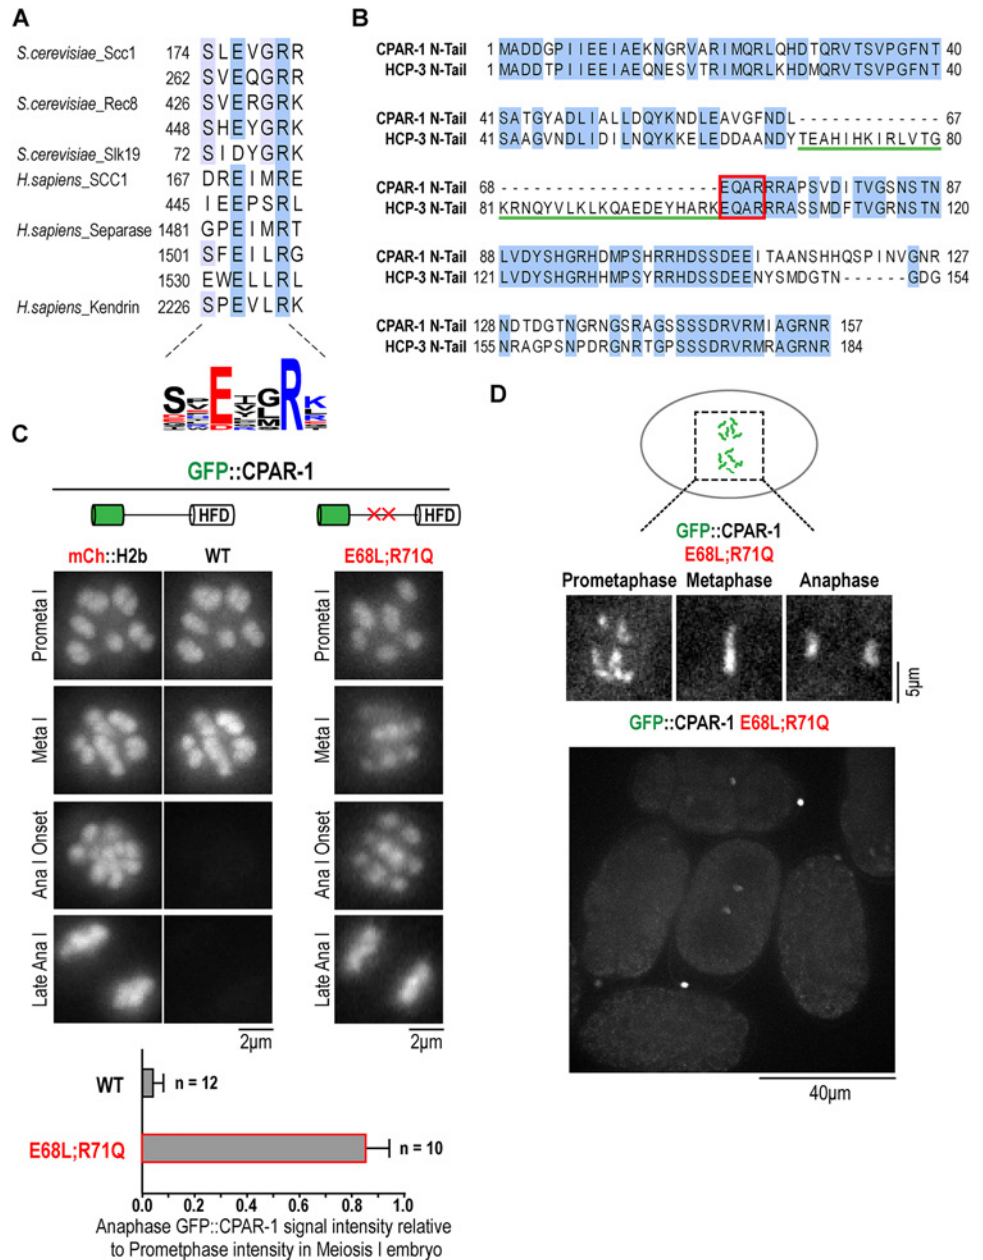 A
S.cerevisiae_Scc1 174 SLEVGRR
262 SVEQGRR
S.cerevisiae_Rec8 426 SVERGRK
448 SHEYGRK
S.cerevisiae_Slk19 72 SIDYGRK
H.sapiens_SCC1 167 DREIMRE
445 IEEPSRL
H.sapiens_Separase 1481 GPEIMRT
1501 SFEILRG
1530 EWELLRL
H.sapiens_Kendrin 2226 SPEVLRK
B
CPAR-1 N-Tail 1 MADDGPIIEEIAEKNGRVARIMQRLQHDTQRVTSVPGFNT 40
HCP-3 N-Tail 1 MADDTPIIEEIAEQNESVTRIMQRLKHDMQRVTSVPGFNT 40
CPAR-1 N-Tail 41 SATGYADLIALLDQYKNDLEAVGFNDL- - - - - - - - - - - - - 67
HCP-3 N-Tail 41 SAAGVNDLIDILNQYKKELEDDAANDYTEAHIHKIRLVTG 80
CPAR-1 N-Tail 68 - - - - - - - - - - - - - - - - - - - - EQARRRAPSVDITVGSNSTN 87
HCP-3 N-Tail 81 KRNQYVLKLKQAEDEYHARKEQARRRASSMDFTVGRNSTN 120
CPAR-1 N-Tail 88 LVDYSHGRHDMPSYRRHDSSDEEITAANSHHQSPINVGNR 127
HCP-3 N-Tail 121 LVDYSHGRHHMPSYRRHDSSDEENYSMDGTN- - - - - -GDG 154
CPAR-1 N-Tail 128 NDTDGTNGRNGSRAGSSSSDRVRMIAGRNR 157
HCP-3 N-Tail 155 NRAGPSNPDRGNRTGPSSSDRVRMRAGRNR 184
C
GFP::CPAR-1
HFD
HFD
mCh::H2b WT E68L;R71Q
Prometa I
Prometa I
Meta I
Meta I
Ana I Onset
Ana I Onset
Late Ana I
Late Ana I
2µm
2µm
WT n = 12
E68L;R71Q n = 10
0.0 0.2 0.4 0.6 0.8 1.0
Anaphase GFP::CPAR-1 signal intensity relative
to Prometphase intensity in Meiosis I embryo
D
GFP::CPAR-1
E68L;R71Q
Prometaphase Metaphase Anaphase
5µm
GFP::CPAR-1 E68L;R71Q
40µm